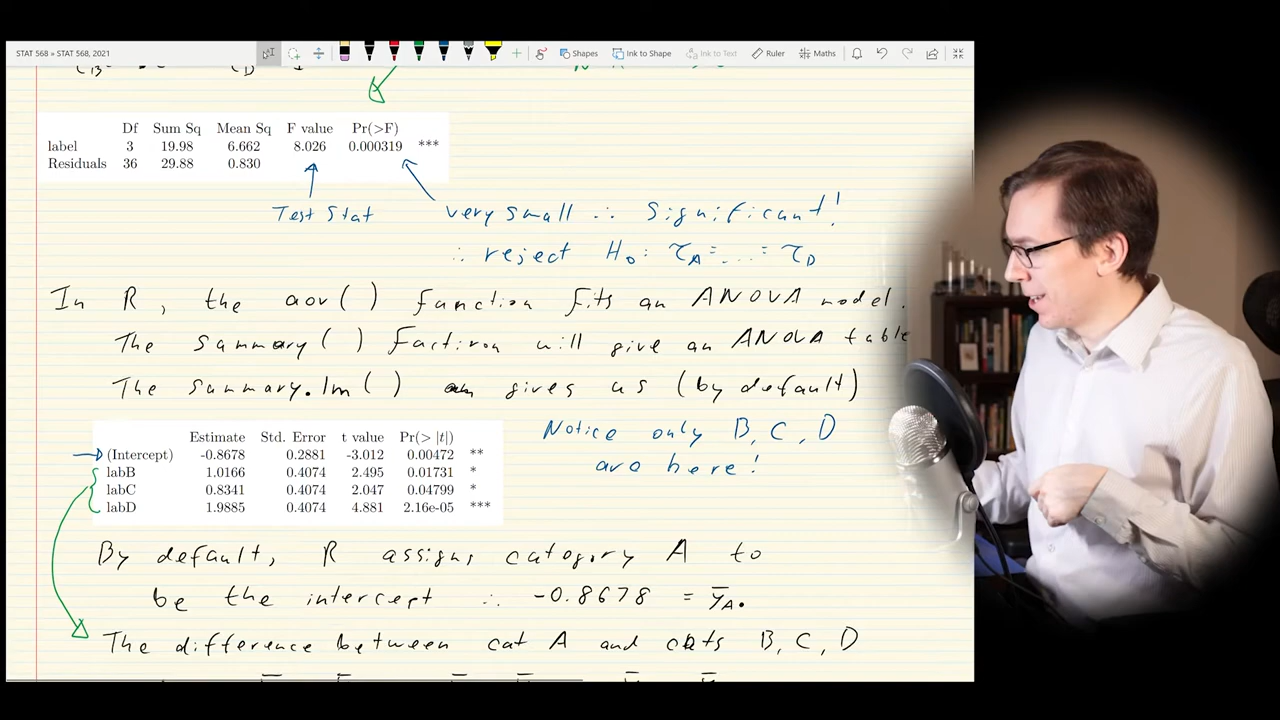 STAT 568 » STAT 568, 2021
Shapes Ink to Shape Ink to Text Ruler Maths
Df Sum Sq Mean Sq F value Pr(>F)
label 3 19.98 6.662 8.026 0.000319 ***
Residuals 36 29.88 0.830
Test Stat
very small ∴ Significant!
∴ reject H0: τA = ... = τD
In R, the aov() function fits an ANOVA model.
The summary() Factiron will give an ANOVA table
The summary.lm() gives us (by default)
Estimate Std. Error t value Pr(> |t|)
(Intercept) -0.8678 0.2881 -3.012 0.00472 **
labB 1.0166 0.4074 2.495 0.01731 *
labC 0.8341 0.4074 2.047 0.04799 *
labD 1.9885 0.4074 4.881 2.16e-05 ***
Notice only B, C, D
are here!
By default, R assigns category A to
be the intercept ∴ -0.8678 = ȳA.
The difference between cat A and cats B, C, D